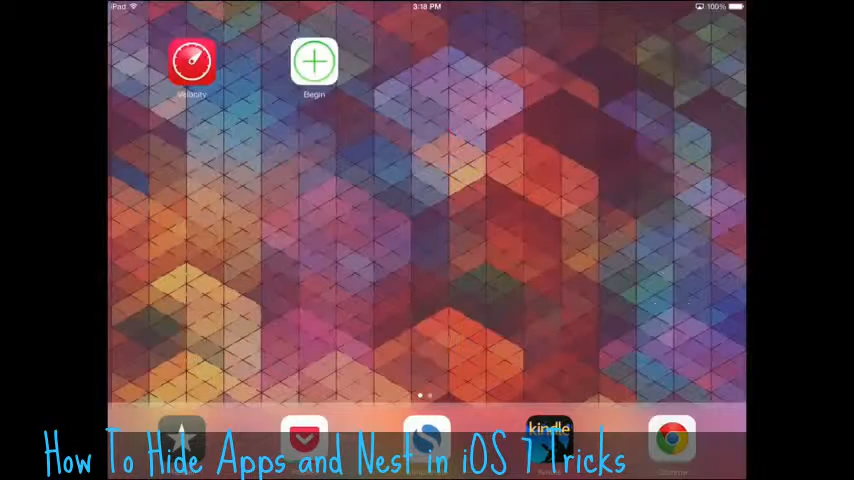 iPad 3:18 PM 100%
Velocity Begin
kindle
How To Hide Apps and Nest in iOS 7 Tricks